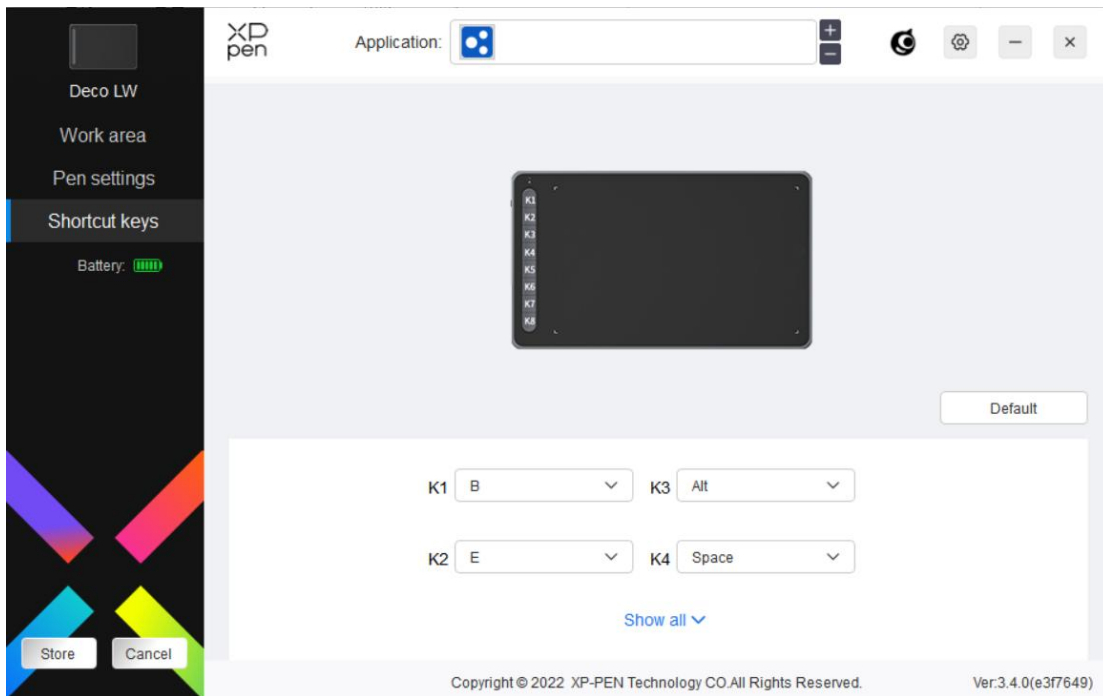 XP
pen
Application:
Deco LW
Work area
Pen settings
Shortcut keys
Battery:
K1
K2
K3
K4
K5
K6
K7
K8
Default
K1 B K3 Alt
K2 E K4 Space
Show all
Store Cancel
Copyright © 2022 XP-PEN Technology CO.All Rights Reserved. Ver:3.4.0(e3f7649)